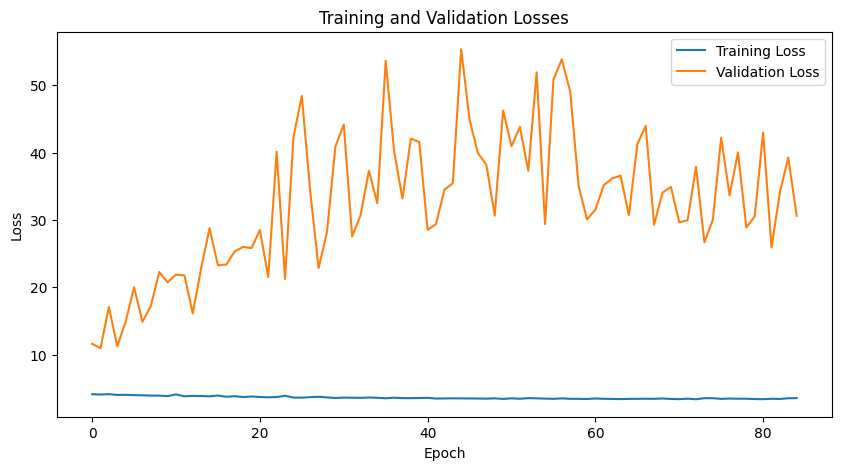 Training and Validation Losses
Training Loss
Validation Loss
50
40
30
20
10
Loss
0
20
40
60
80
Epoch